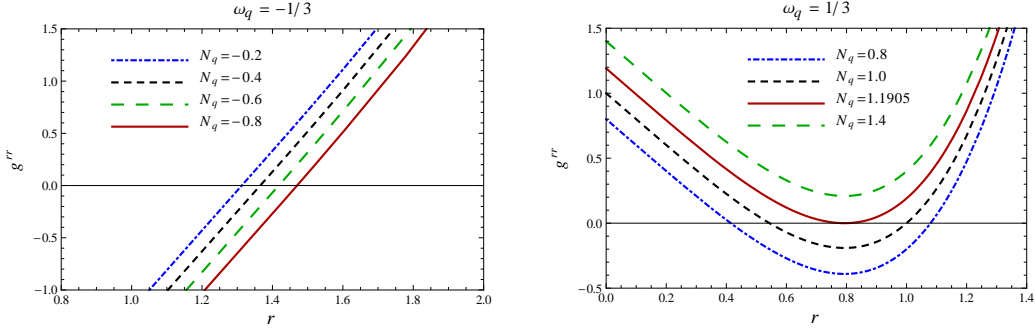 ω_q = −1/3
1.5
1.0
0.5
0.0
−0.5
−1.0
g^{rr}
N_q=−0.2
N_q=−0.4
N_q=−0.6
N_q=−0.8
0.8 1.0 1.2 1.4 1.6 1.8 2.0
r
ω_q = 1/3
1.5
1.0
0.5
0.0
−0.5
g^{rr}
N_q=0.8
N_q=1.0
N_q=1.1905
N_q=1.4
0.0 0.2 0.4 0.6 0.8 1.0 1.2 1.4
r